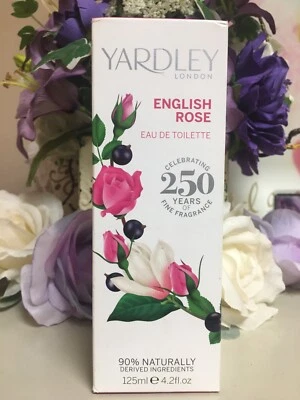 YARDLEY
LONDON
ENGLISH
ROSE
EAU DE TOILETTE
CELEBRATING
250
YEARS
OF
FINE FRAGRANCE
90% NATURALLY
DERIVED INGREDIENTS
125ml ℮ 4.2fl.oz